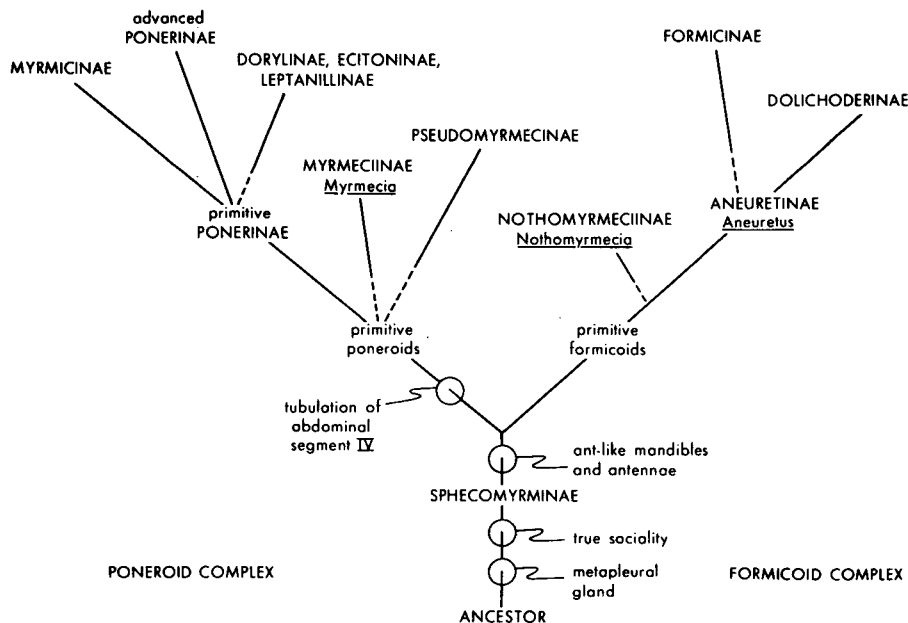 advanced
PONERINAE
MYRMICINAE
DORYLINAE, ECITONINAE,
LEPTANILLINAE
FORMICINAE
DOLICHODERINAE
PSEUDOMYRMECINAE
MYRMECIINAE
Myrmecia
primitive
PONERINAE
NOTHOMYRMECIINAE
Nothomyrmecia
ANEURETINAE
Aneuretus
primitive
poneroids
primitive
formicoids
tubulation of
abdominal
segment IV
ant-like mandibles
and antennae
SPHECOMYRMINAE
true sociality
metapleural
gland
PONEROID COMPLEX
FORMICOID COMPLEX
ANCESTOR